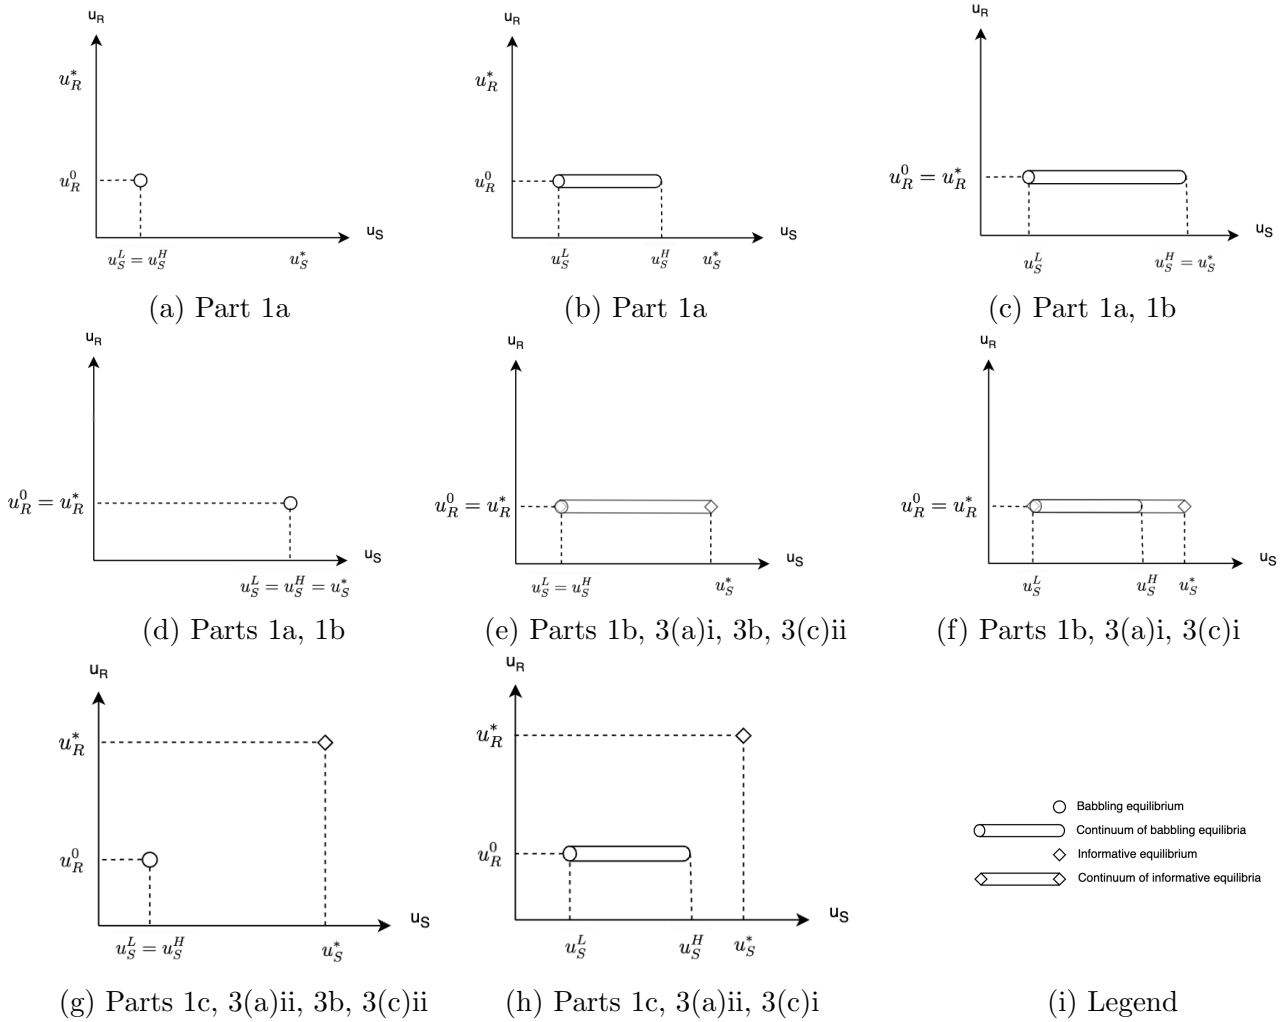 u_R
u_R^*
u_R^0
u_S
u_S^L = u_S^H
u_S^*
(a) Part 1a
u_R
u_R^*
u_R^0
u_S
u_S^L
u_S^H
u_S^*
(b) Part 1a
u_R
u_R^0 = u_R^*
u_S
u_S^L
u_S^H = u_S^*
(c) Part 1a, 1b
u_R
u_R^0 = u_R^*
u_S
u_S^L = u_S^H = u_S^*
(d) Parts 1a, 1b
u_R
u_R^0 = u_R^*
u_S
u_S^L = u_S^H
u_S^*
(e) Parts 1b, 3(a)i, 3b, 3(c)ii
u_R
u_R^0 = u_R^*
u_S
u_S^L
u_S^H
u_S^*
(f) Parts 1b, 3(a)i, 3(c)i
u_R
u_R^*
u_R^0
u_S
u_S^L = u_S^H
u_S^*
(g) Parts 1c, 3(a)ii, 3b, 3(c)ii
u_R
u_R^*
u_R^0
u_S
u_S^L
u_S^H
u_S^*
(h) Parts 1c, 3(a)ii, 3(c)i
Babbling equilibrium
Continuum of babbling equilibria
Informative equilibrium
Continuum of informative equilibria
(i) Legend